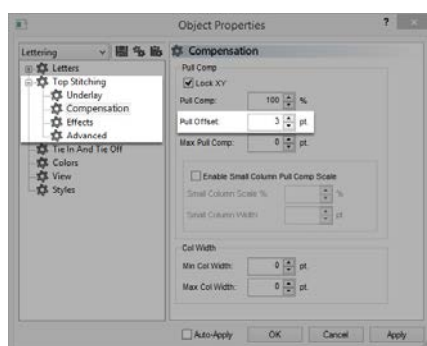 Object Properties ?
Lettering
Compensation
Letters
Top Stitching
Underlay
Compensation
Effects
Advanced
Tie In And Tie Off
Colors
View
Styles
Pull Comp
Lock XY
Pull Comp: 100 %
Pull Offset: 3 pt.
Max Pull Comp: 0 pt.
Enable Small Column Pull Comp Scale
Small Column Scale % %
Small Column Width pt
Col Width
Min Col Width: 0 pt.
Max Col Width: 0 pt.
Auto-Apply OK Cancel Apply